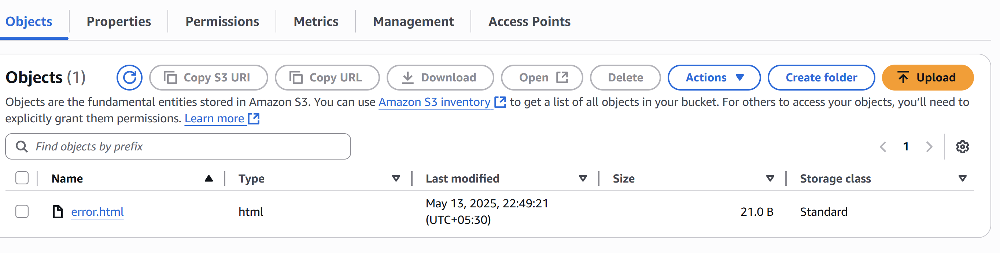 Objects
Properties
Permissions
Metrics
Management
Access Points
Objects (1)
Copy S3 URI
Copy URL
Download
Open
Delete
Actions
Create folder
Upload
Objects are the fundamental entities stored in Amazon S3. You can use Amazon S3 inventory to get a list of all objects in your bucket. For others to access your objects, you’ll need to
explicitly grant them permissions. Learn more
Find objects by prefix
1
Name
Type
Last modified
Size
Storage class
error.html
html
May 13, 2025, 22:49:21
(UTC+05:30)
21.0 B
Standard